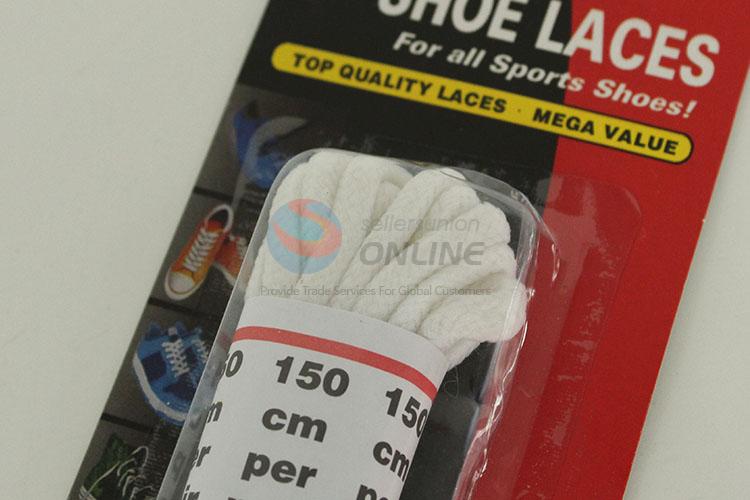 SHOE LACES
For all Sports Shoes!
TOP QUALITY LACES · MEGA VALUE
sellersunion
ONLINE
Provide Trade Services For Global Customers
50 150 150
cm cm
per